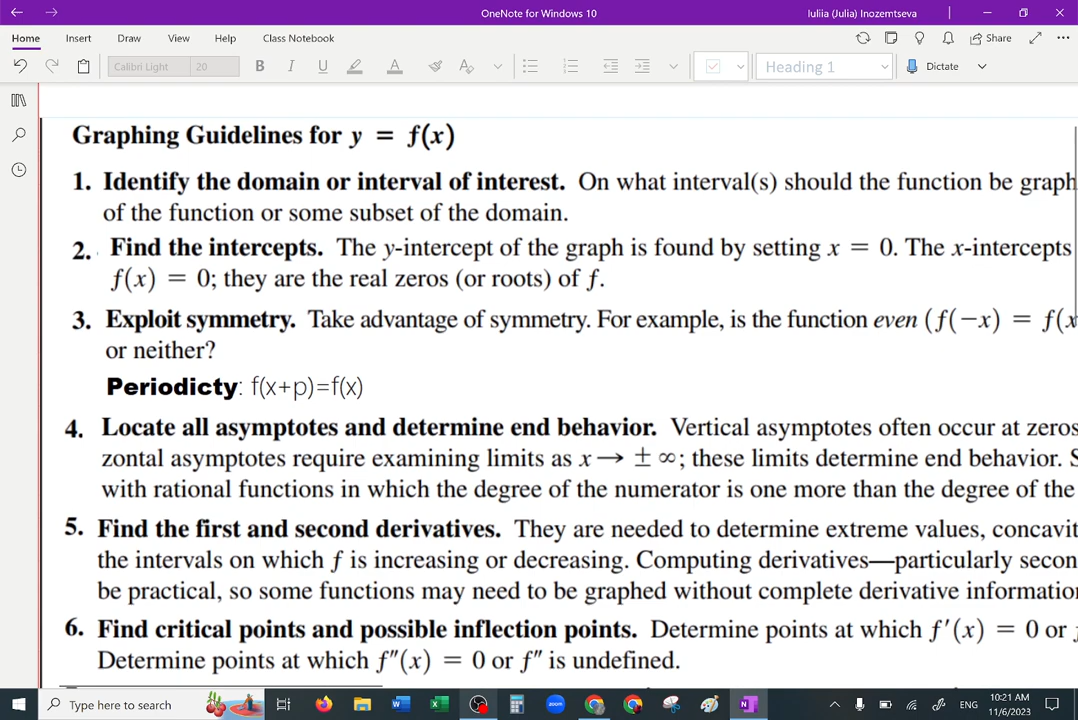 OneNote for Windows 10
Iuliia (Julia) Inozemtseva
Home Insert Draw View Help Class Notebook
Share
Calibri Light 20 B I U A Heading 1 Dictate
Graphing Guidelines for y = f(x)
1. Identify the domain or interval of interest. On what interval(s) should the function be graph
of the function or some subset of the domain.
2. Find the intercepts. The y-intercept of the graph is found by setting x = 0. The x-intercepts
f(x) = 0; they are the real zeros (or roots) of f.
3. Exploit symmetry. Take advantage of symmetry. For example, is the function even (f(−x) = f(x
or neither?
Periodicty: f(x+p)=f(x)
4. Locate all asymptotes and determine end behavior. Vertical asymptotes often occur at zeros
zontal asymptotes require examining limits as x → ± ∞; these limits determine end behavior. S
with rational functions in which the degree of the numerator is one more than the degree of the
5. Find the first and second derivatives. They are needed to determine extreme values, concavit
the intervals on which f is increasing or decreasing. Computing derivatives—particularly secon
be practical, so some functions may need to be graphed without complete derivative informatio
6. Find critical points and possible inflection points. Determine points at which f′(x) = 0 or f
Determine points at which f″(x) = 0 or f″ is undefined.
Type here to search
ENG
10:21 AM
11/6/2023